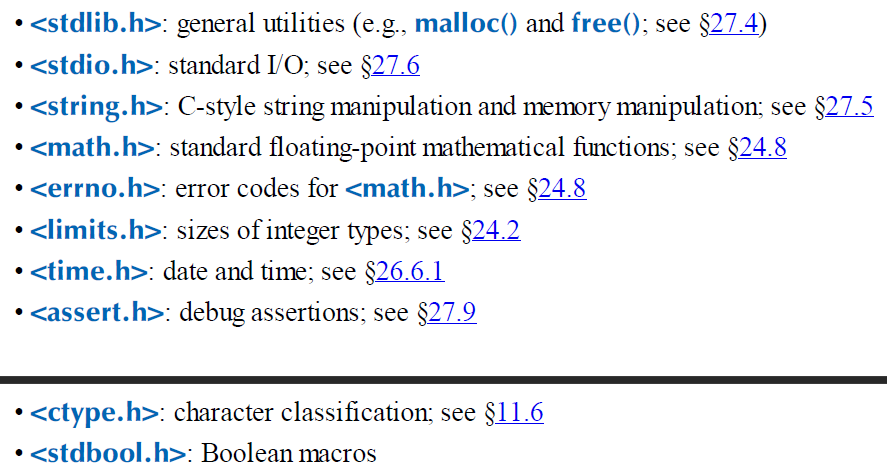 • <stdlib.h>: general utilities (e.g., malloc() and free(); see §27.4)
• <stdio.h>: standard I/O; see §27.6
• <string.h>: C-style string manipulation and memory manipulation; see §27.5
• <math.h>: standard floating-point mathematical functions; see §24.8
• <errno.h>: error codes for <math.h>; see §24.8
• <limits.h>: sizes of integer types; see §24.2
• <time.h>: date and time; see §26.6.1
• <assert.h>: debug assertions; see §27.9
• <ctype.h>: character classification; see §11.6
• <stdbool.h>: Boolean macros